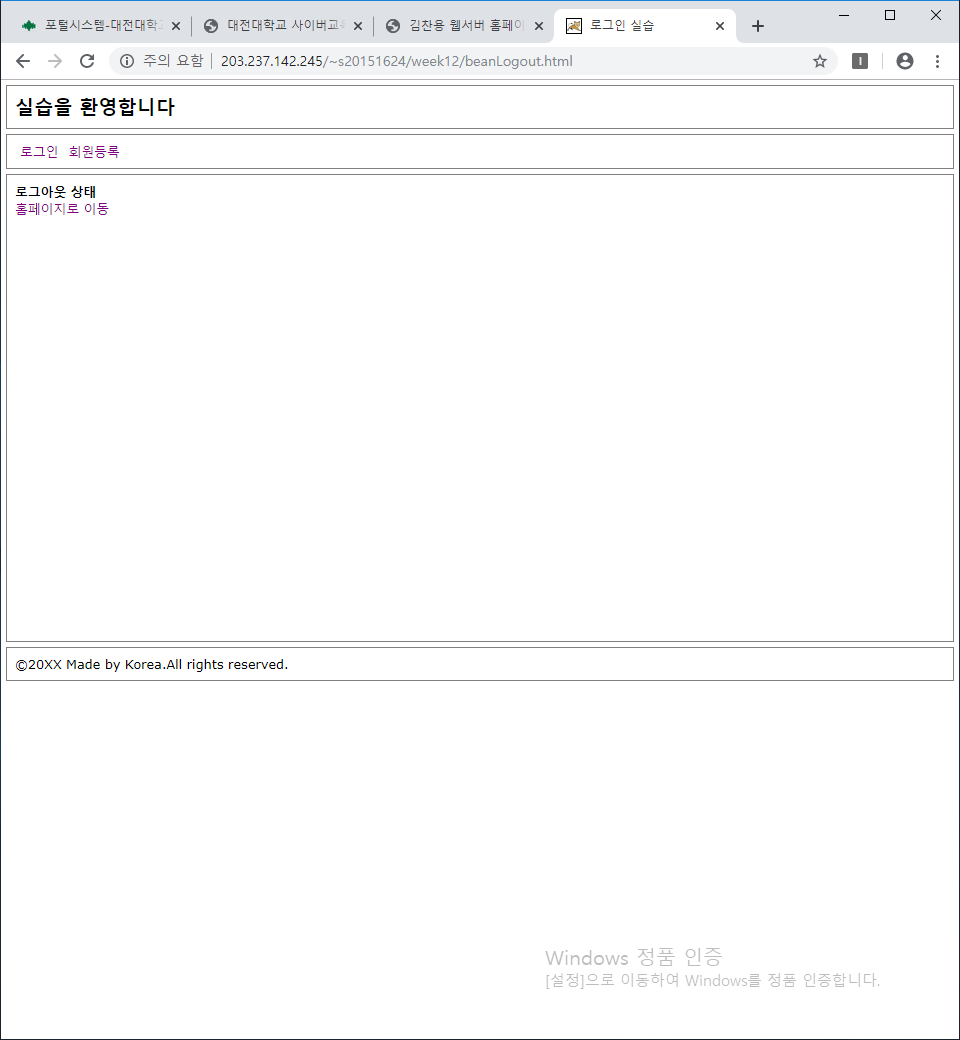 포털시스템-대전대학교
대전대학교 사이버교육
김찬용 웹서버 홈페이
로그인 실습
주의 요함 203.237.142.245/~s20151624/week12/beanLogout.html
실습을 환영합니다
로그인 회원등록
로그아웃 상태
홈페이지로 이동
©20XX Made by Korea.All rights reserved.
Windows 정품 인증
[설정]으로 이동하여 Windows를 정품 인증합니다.